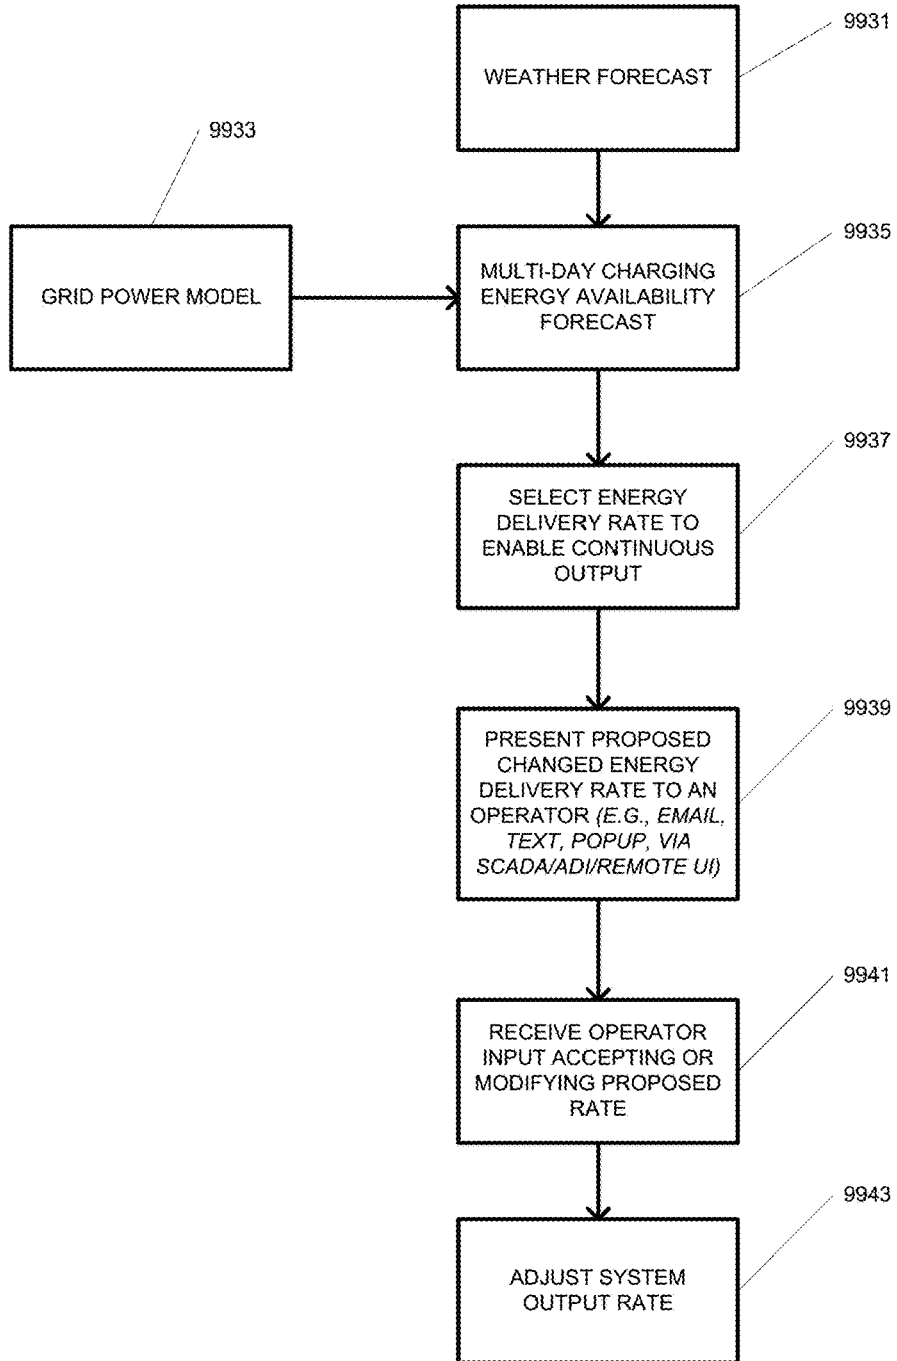 9931
WEATHER FORECAST
9933
GRID POWER MODEL
9935
MULTI-DAY CHARGING
ENERGY AVAILABILITY
FORECAST
9937
SELECT ENERGY
DELIVERY RATE TO
ENABLE CONTINUOUS
OUTPUT
9939
PRESENT PROPOSED
CHANGED ENERGY
DELIVERY RATE TO AN
OPERATOR (E.G., EMAIL,
TEXT, POPUP, VIA
SCADA/ADI/REMOTE UI)
9941
RECEIVE OPERATOR
INPUT ACCEPTING OR
MODIFYING PROPOSED
RATE
9943
ADJUST SYSTEM
OUTPUT RATE